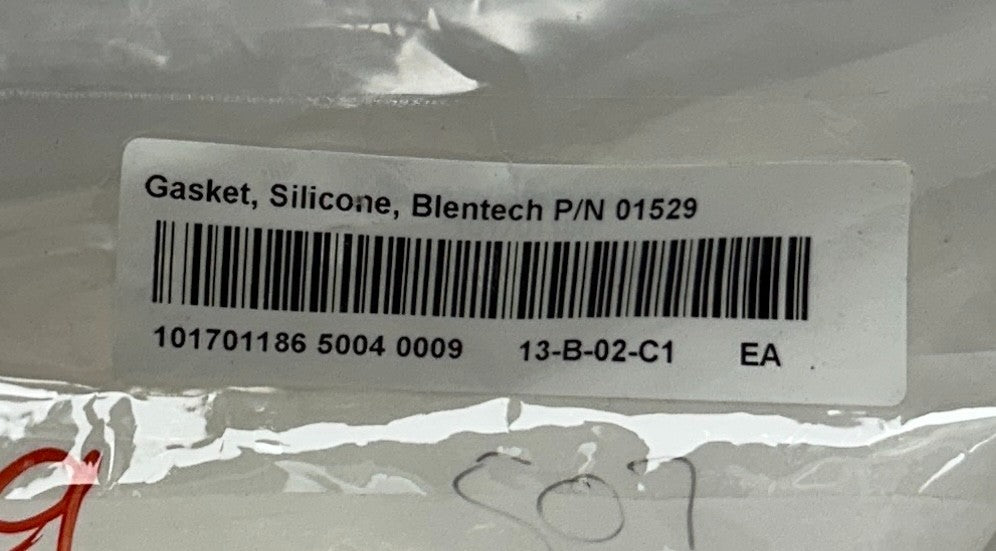 Gasket, Silicone, Blentech P/N 01529
101701186 5004 0009 13-B-02-C1 EA